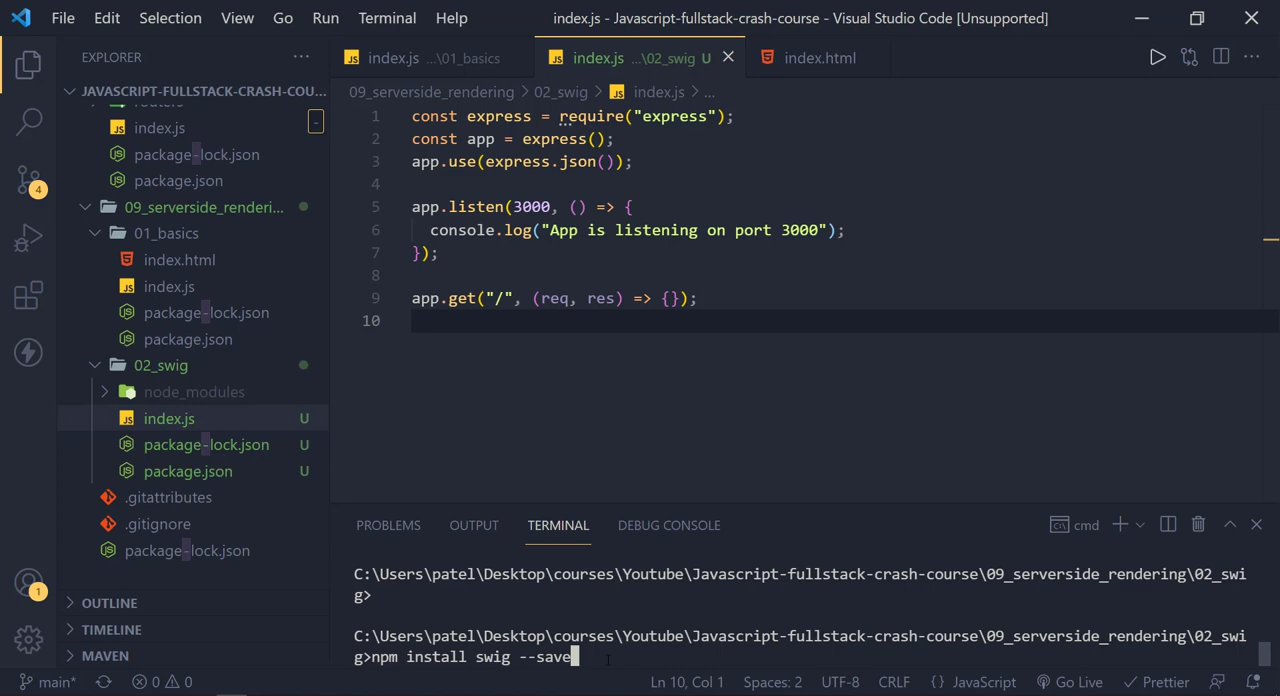 File Edit Selection View Go Run Terminal Help index.js - Javascript-fullstack-crash-course - Visual Studio Code [Unsupported]
EXPLORER
JAVASCRIPT-FULLSTACK-CRASH-COU...
routers
index.js
package-lock.json
package.json
09_serverside_renderi...
01_basics
index.html
index.js
package-lock.json
package.json
02_swig
node_modules
index.js U
package-lock.json U
package.json U
.gitattributes
.gitignore
package-lock.json
OUTLINE
TIMELINE
MAVEN
4
1
index.js ...\01_basics index.js ...\02_swig U index.html
09_serverside_rendering > 02_swig > index.js > ...
1 const express = require("express");
2 const app = express();
3 app.use(express.json());
4
5 app.listen(3000, () => {
6 console.log("App is listening on port 3000");
7 });
8
9 app.get("/", (req, res) => {});
10
PROBLEMS OUTPUT TERMINAL DEBUG CONSOLE cmd
C:\Users\patel\Desktop\courses\Youtube\Javascript-fullstack-crash-course\09_serverside_rendering\02_swi
g>
C:\Users\patel\Desktop\courses\Youtube\Javascript-fullstack-crash-course\09_serverside_rendering\02_swi
g>npm install swig --save
main* 0 0 Ln 10, Col 1 Spaces: 2 UTF-8 CRLF {} JavaScript Go Live Prettier